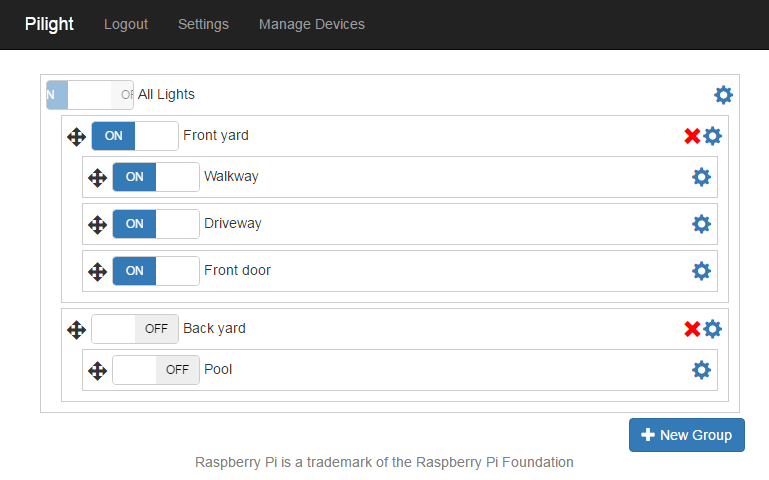 Pilight Logout Settings Manage Devices
N OF All Lights
ON Front yard
ON Walkway
ON Driveway
ON Front door
OFF Back yard
OFF Pool
New Group
Raspberry Pi is a trademark of the Raspberry Pi Foundation